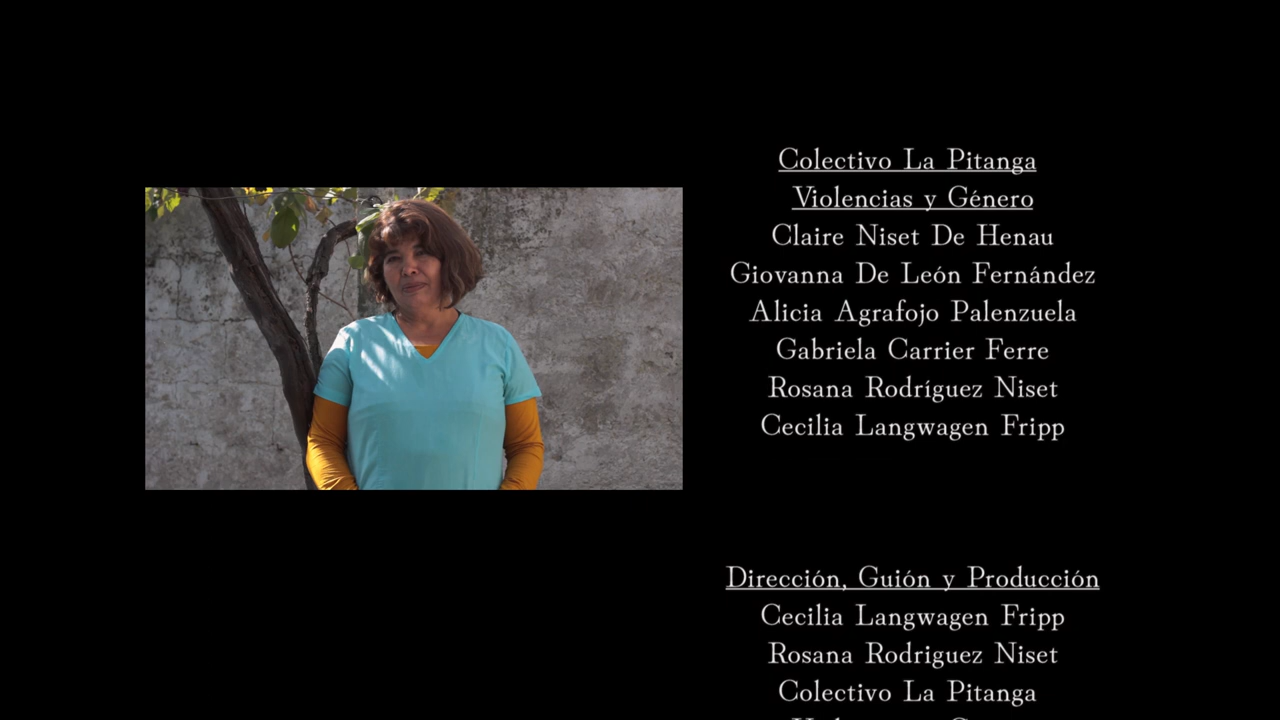 Colectivo La Pitanga
Violencias y Género
Claire Niset De Henau
Giovanna De León Fernández
Alicia Agrafojo Palenzuela
Gabriela Carrier Ferre
Rosana Rodríguez Niset
Cecilia Langwagen Fripp
Dirección, Guión y Producción
Cecilia Langwagen Fripp
Rosana Rodriguez Niset
Colectivo La Pitanga